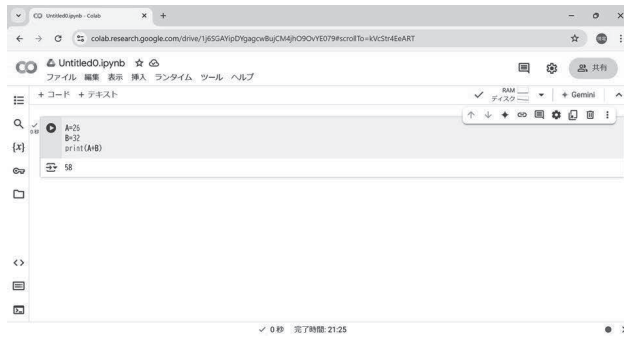 Untitled0.ipynb - Colab
colab.research.google.com/drive/1j6SGAYipDYgagcwBujCM4jhO9OvYE079#scrollTo=kVcStr4EeART
Untitled0.ipynb
共有
ファイル 編集 表示 挿入 ランタイム ツール ヘルプ
+ コード + テキスト
RAM
ディスク
+ Gemini
0秒
A=26
B=32
print(A+B)
{x}
58
✓ 0 秒 完了時間: 21:25